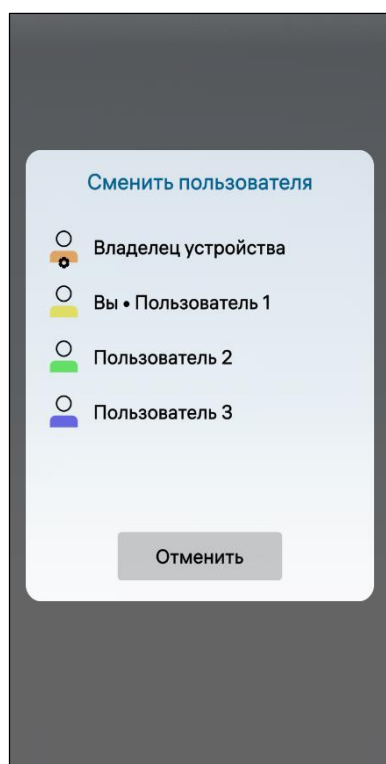 Сменить пользователя
Владелец устройства
Вы • Пользователь 1
Пользователь 2
Пользователь 3
Отменить